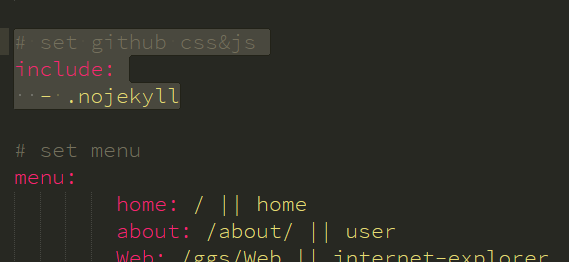 # set github css&js
include:
- .nojekyll
# set menu
menu:
home: / || home
about: /about/ || user
Web: /ggs/Web || internet-explorer